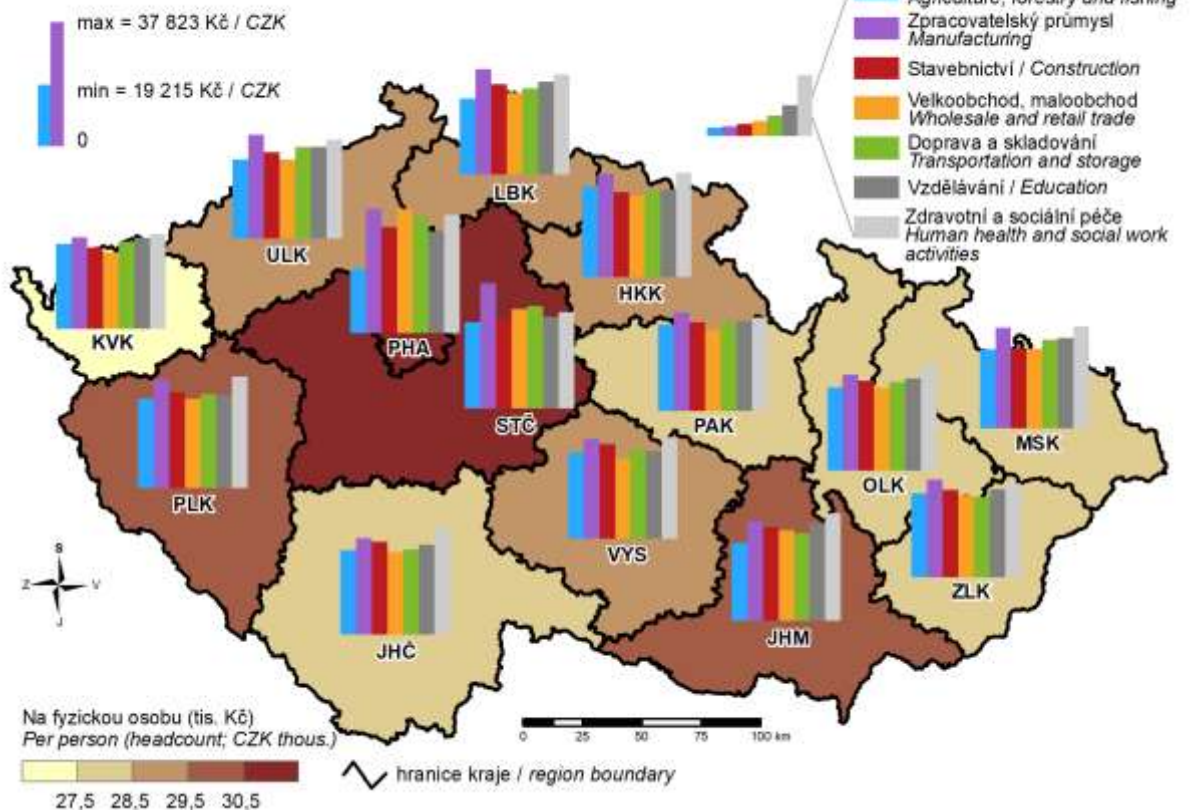 max = 37 823 Kč / CZK
min = 19 215 Kč / CZK
0
Agriculture, forestry and fishing
Zpracovatelský průmysl
Manufacturing
Stavebnictví / Construction
Velkoobchod, maloobchod
Wholesale and retail trade
Doprava a skladování
Transportation and storage
Vzdělávání / Education
Zdravotní a sociální péče
Human health and social work
activities
LBK
ULK
HKK
KVK
PHA
STČ
PAK
MSK
OLK
PLK
VYS
ZLK
JHM
JHČ
S
Z V
J
Na fyzickou osobu (tis. Kč)
Per person (headcount; CZK thous.)
27,5 28,5 29,5 30,5
0 25 50 75 100 km
hranice kraje / region boundary